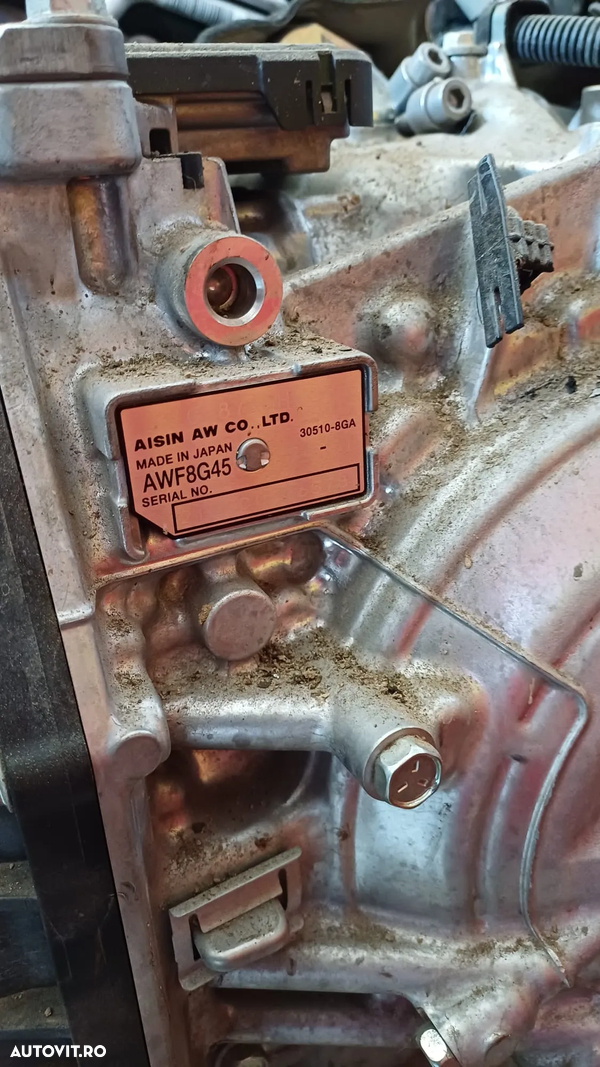 AISIN AW CO.,LTD.
MADE IN JAPAN 30510-8GA
AWF8G45 -
SERIAL NO.
AUTOVIT.RO